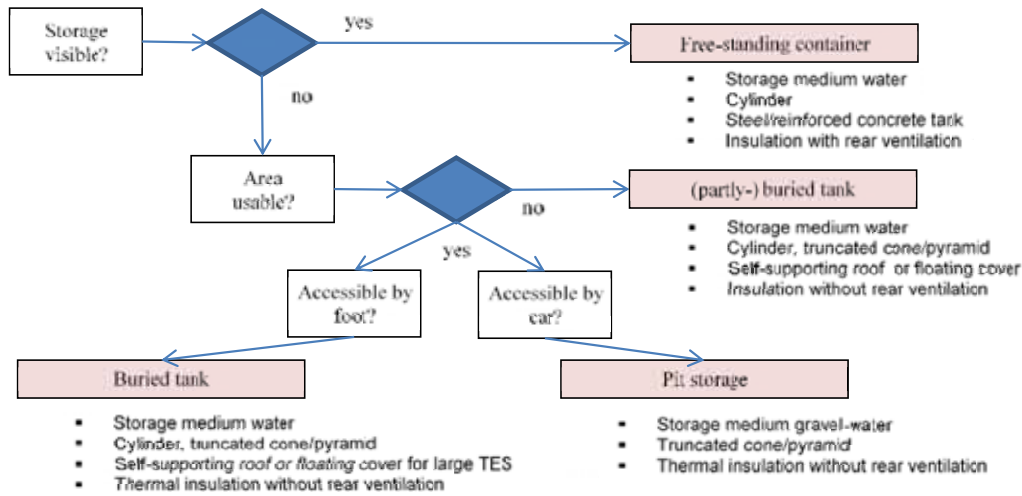 Storage
visible?
yes
no
Free-standing container
▪ Storage medium water
▪ Cylinder
▪ Steel/reinforced concrete tank
▪ Insulation with rear ventilation
Area
usable?
no
yes
(partly-) buried tank
▪ Storage medium water
▪ Cylinder, truncated cone/pyramid
▪ Self-supporting roof or floating cover
▪ Insulation without rear ventilation
Accessible by
foot?
Accessible by
car?
Buried tank
▪ Storage medium water
▪ Cylinder, truncated cone/pyramid
▪ Self-supporting roof or floating cover for large TES
▪ Thermal insulation without rear ventilation
Pit storage
▪ Storage medium gravel-water
▪ Truncated cone/pyramid
▪ Thermal insulation without rear ventilation